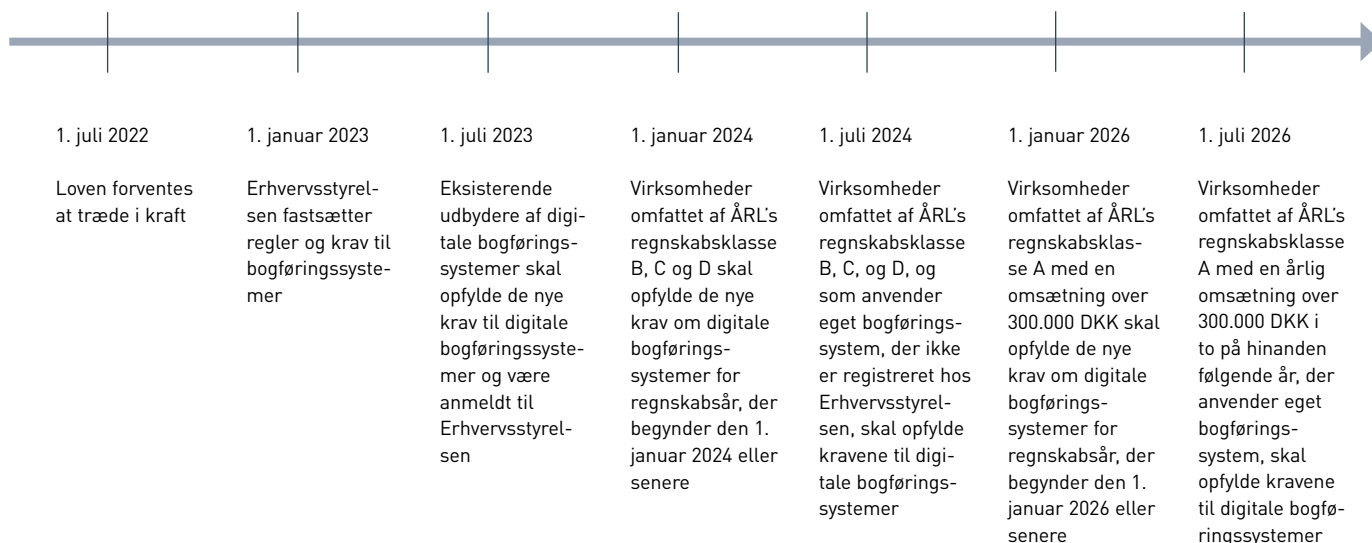 1. juli 2022
Loven forventes
at træde i kraft
1. januar 2023
Erhvervsstyrel-
sen fastsætter
regler og krav til
bogføringssyste-
mer
1. juli 2023
Eksisterende
udbydere af digi-
tale bogførings-
systemer skal
opfylde de nye
krav til digitale
bogføringssyste-
mer og være
anmeldt til
Erhvervsstyrel-
sen
1. januar 2024
Virksomheder
omfattet af ÅRL's
regnskabsklasse
B, C og D skal
opfylde de nye
krav om digitale
bogførings-
systemer for
regnskabsår, der
begynder den 1.
januar 2024 eller
senere
1. juli 2024
Virksomheder
omfattet af ÅRL's
regnskabsklasse
B, C, og D, og
som anvender
eget bogførings-
system, der ikke
er registreret hos
Erhvervsstyrel-
sen, skal opfylde
kravene til digi-
tale bogførings-
systemer
1. januar 2026
Virksomheder
omfattet af ÅRL's
regnskabsklas-
se A med en
omsætning over
300.000 DKK skal
opfylde de nye
krav om digitale
bogførings-
systemer for
regnskabsår, der
begynder den 1.
januar 2026 eller
senere
1. juli 2026
Virksomheder
omfattet af ÅRL's
regnskabsklasse
A med en årlig
omsætning over
300.000 DKK i
to på hinanden
følgende år, der
anvender eget
bogførings-
system, skal
opfylde kravene
til digitale bogfø-
ringssystemer